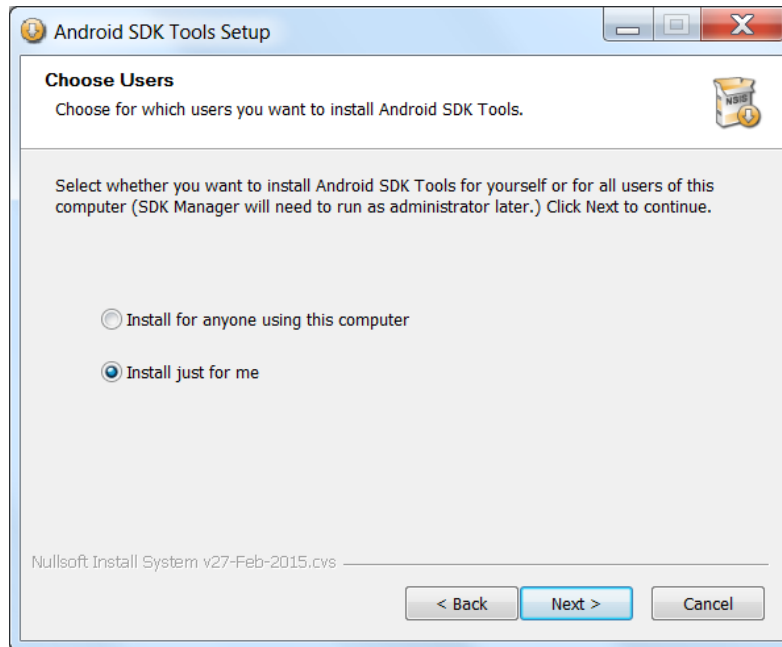 Android SDK Tools Setup
Choose Users
Choose for which users you want to install Android SDK Tools.
NSIS
Select whether you want to install Android SDK Tools for yourself or for all users of this
computer (SDK Manager will need to run as administrator later.) Click Next to continue.
Install for anyone using this computer
Install just for me
Nullsoft Install System v27-Feb-2015.cvs
< Back Next > Cancel